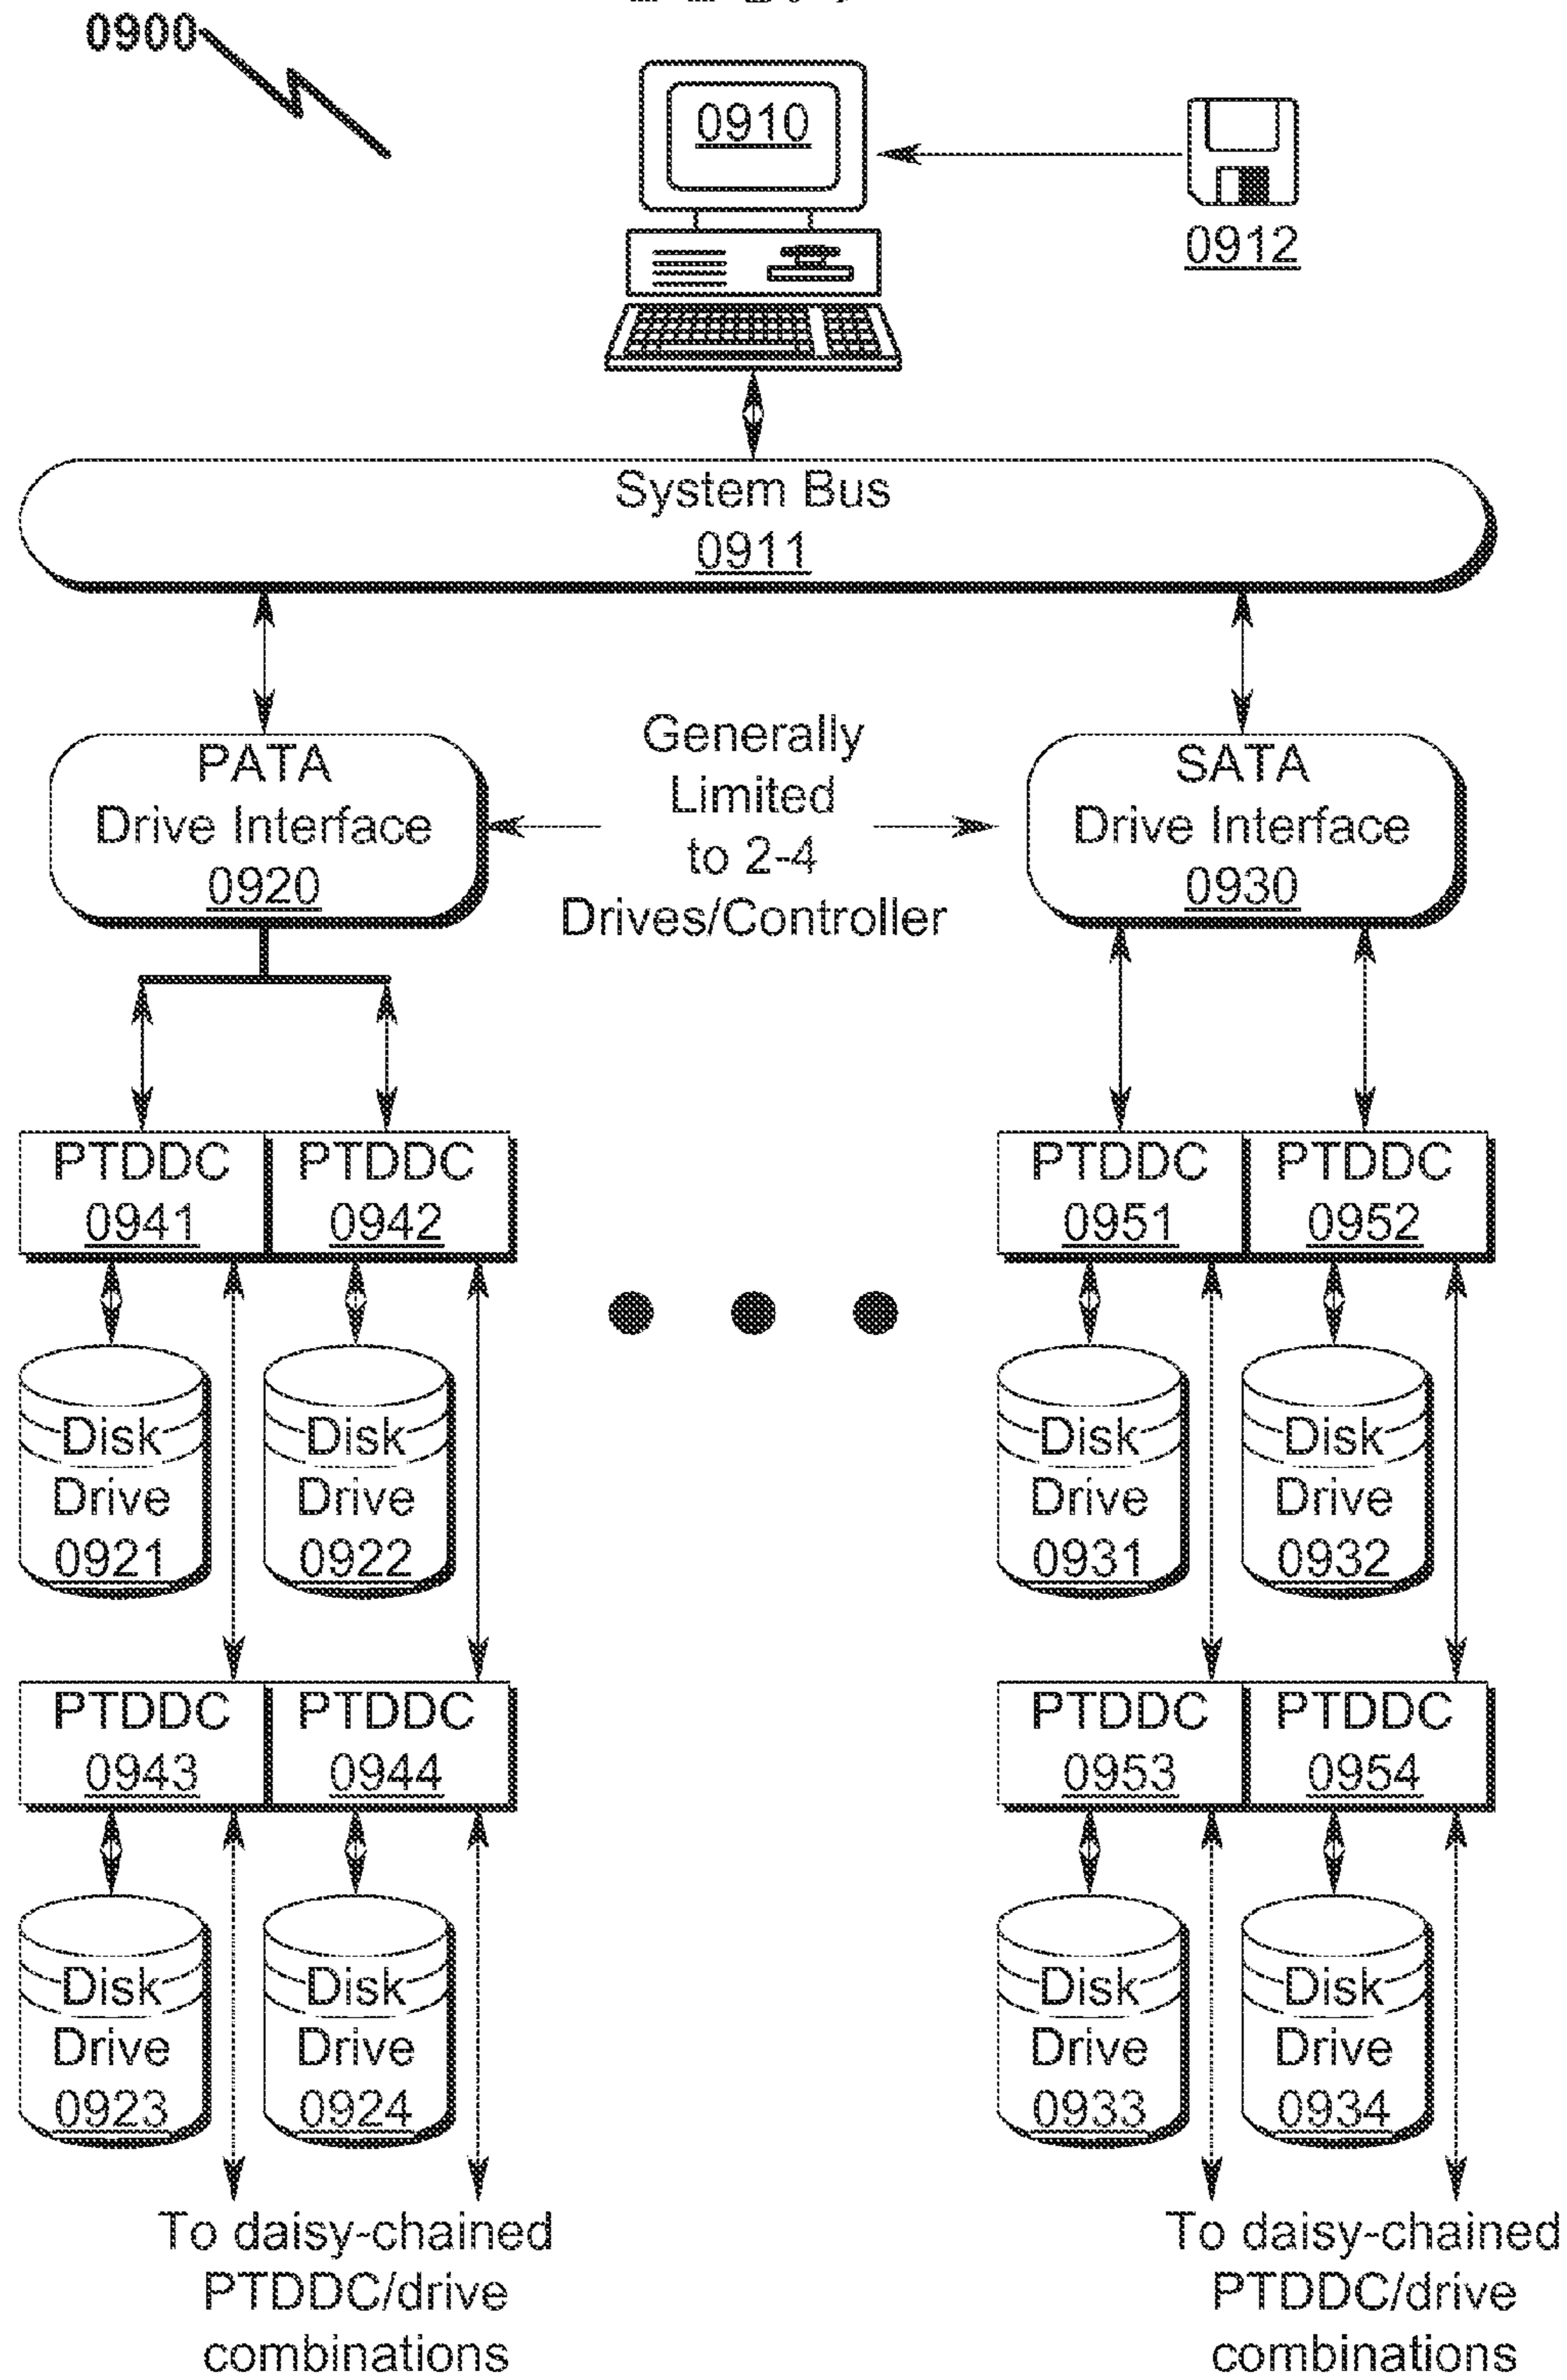 0900
0910
0912
System Bus
0911
PATA
Drive Interface
0920
Generally
Limited
to 2-4
Drives/Controller
SATA
Drive Interface
0930
PTDDC
0941
PTDDC
0942
PTDDC
0951
PTDDC
0952
Disk
Drive
0921
Disk
Drive
0922
Disk
Drive
0931
Disk
Drive
0932
PTDDC
0943
PTDDC
0944
PTDDC
0953
PTDDC
0954
Disk
Drive
0923
Disk
Drive
0924
Disk
Drive
0933
Disk
Drive
0934
To daisy-chained
PTDDC/drive
combinations
To daisy-chained
PTDDC/drive
combinations